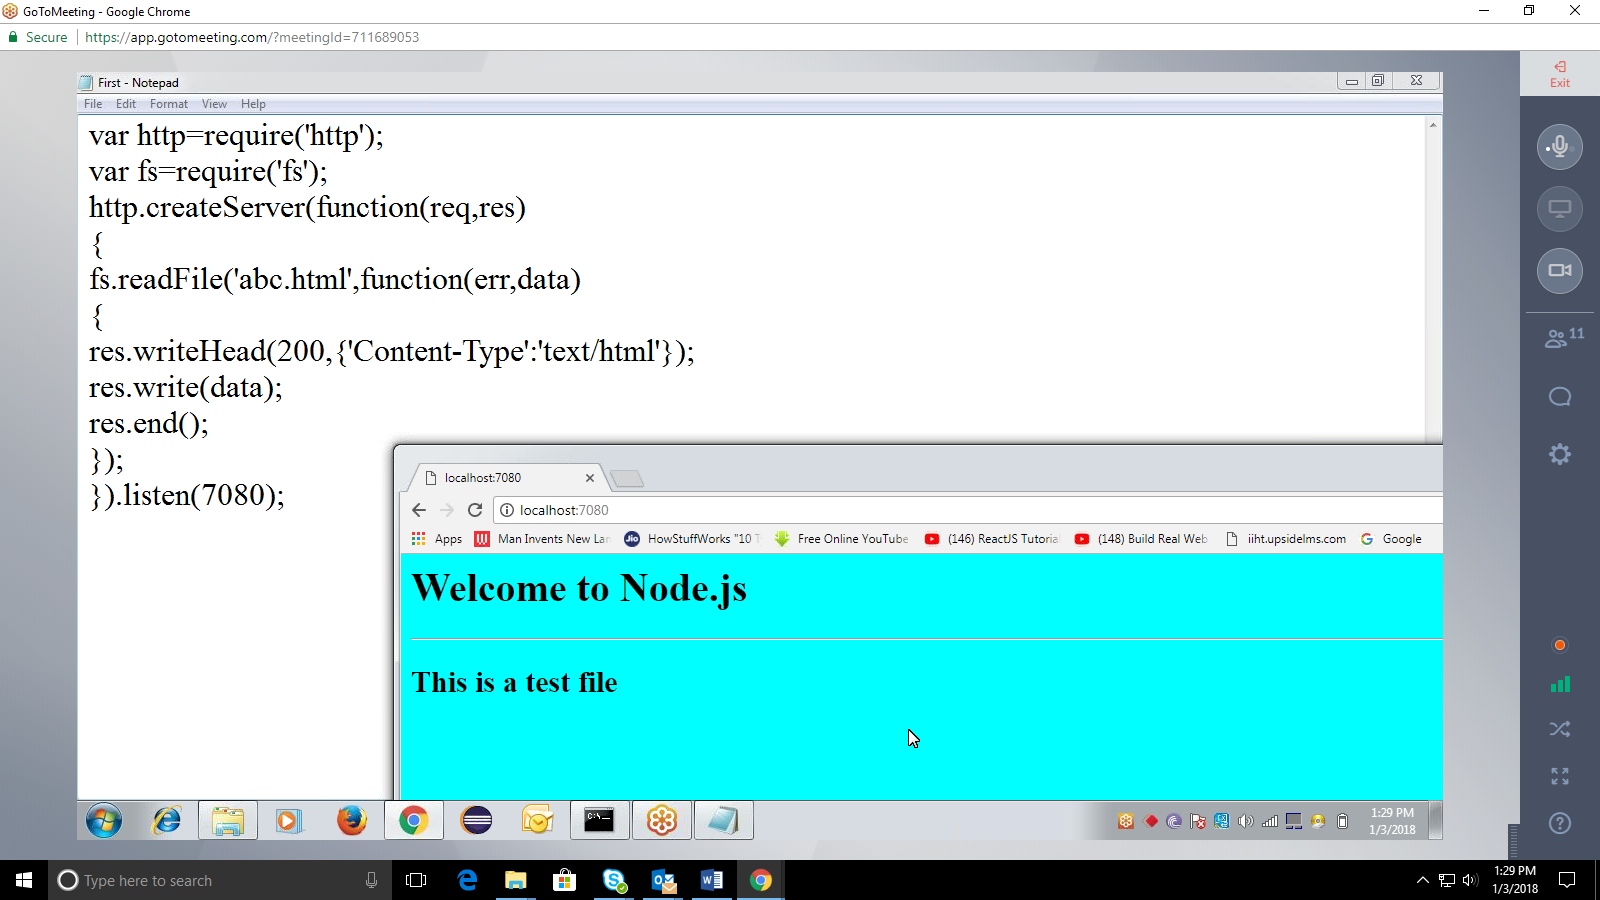 GoToMeeting - Google Chrome
Secure
https://app.gotomeeting.com/?meetingId=711689053
Exit
First - Notepad
File Edit Format View Help
var http=require('http');
var fs=require('fs');
http.createServer(function(req,res)
{
fs.readFile('abc.html',function(err,data)
{
res.writeHead(200,{'Content-Type':'text/html'});
res.write(data);
res.end();
});
}).listen(7080);
11
localhost:7080
localhost:7080
Apps Man Invents New Lan Jio HowStuffWorks "10 T Free Online YouTube (146) ReactJS Tutoria (148) Build Real Web iiht.upsidelms.com Google
Welcome to Node.js
This is a test file
1:29 PM
1/3/2018
Type here to search
1:29 PM
1/3/2018